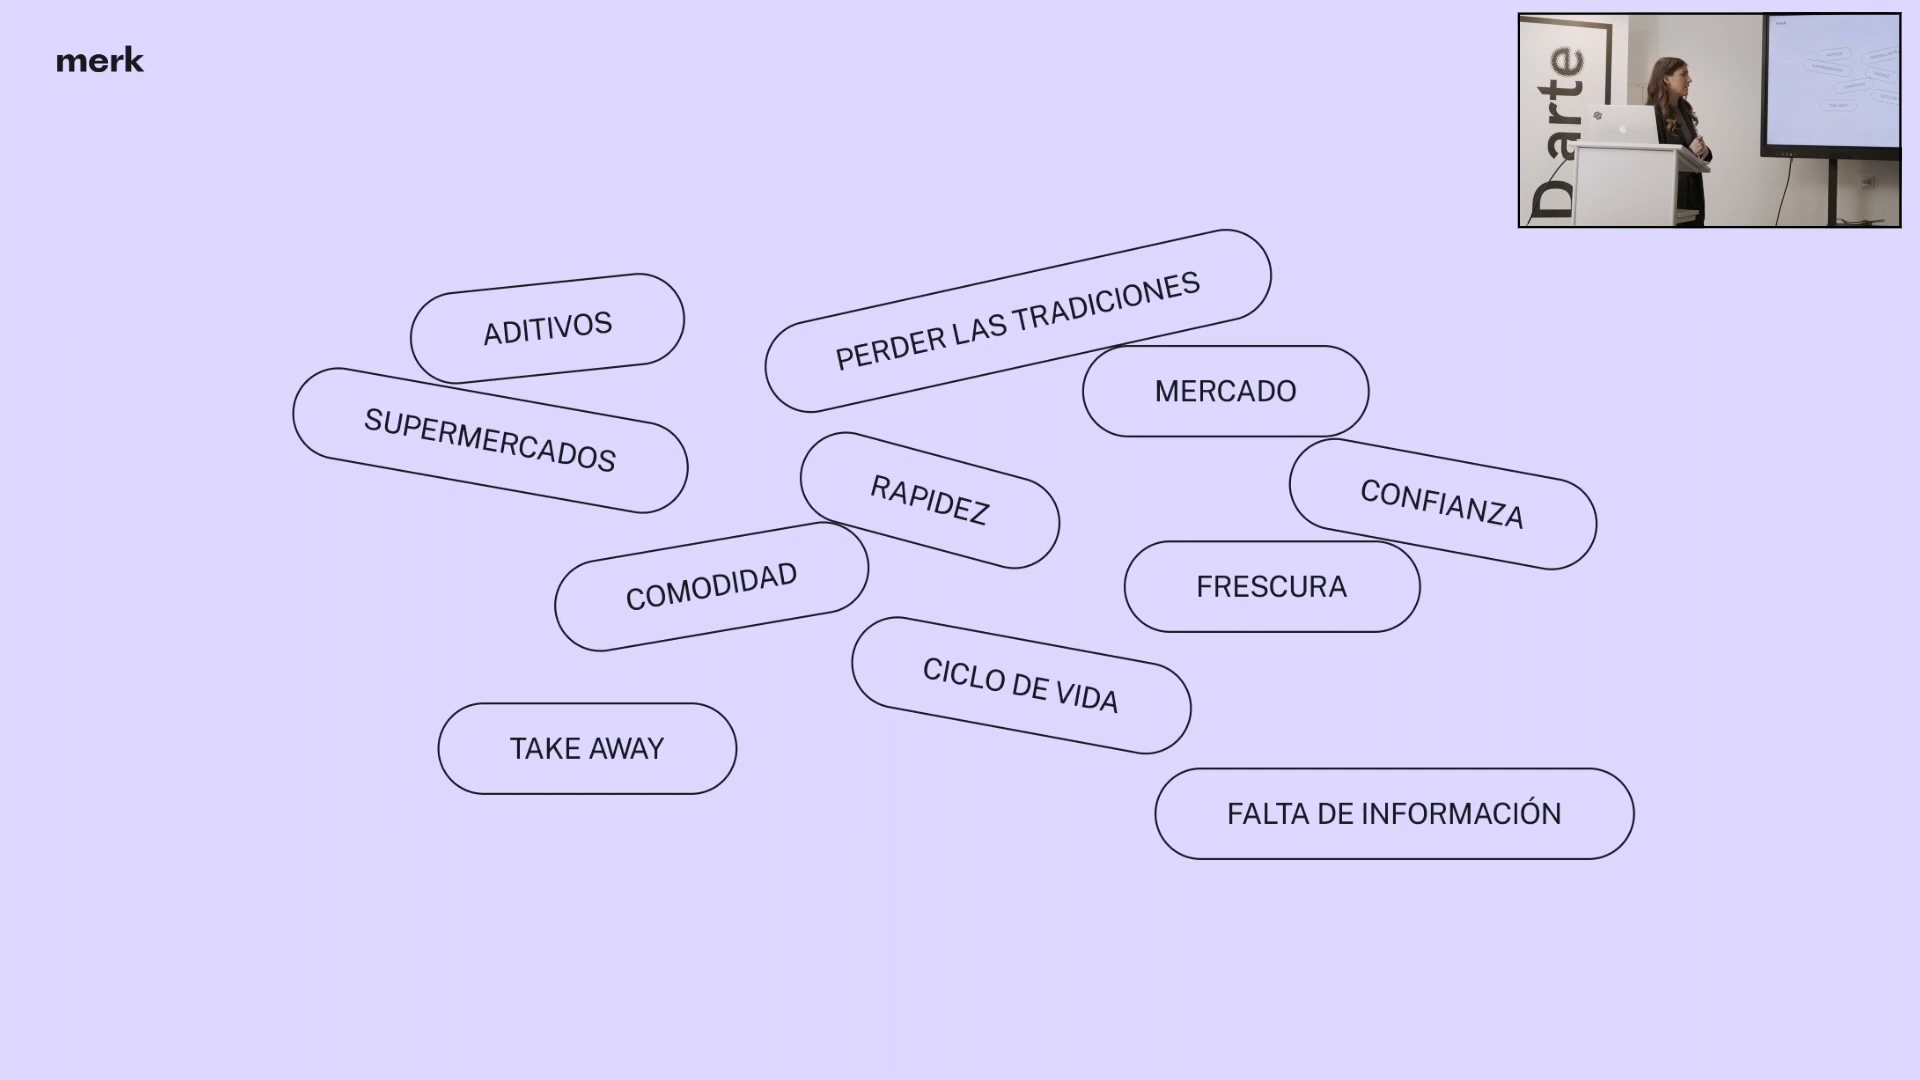 merk
D arte
ADITIVOS
PERDER LAS TRADICIONES
SUPERMERCADOS
MERCADO
RAPIDEZ
CONFIANZA
COMODIDAD
FRESCURA
CICLO DE VIDA
TAKE AWAY
FALTA DE INFORMACIÓN